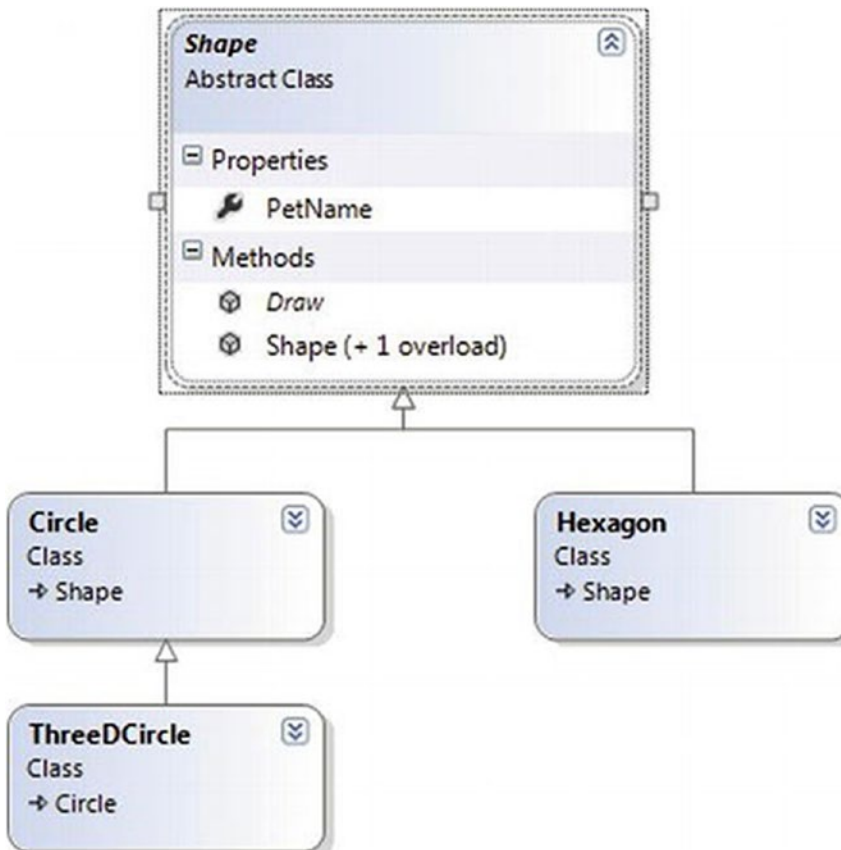 Shape
Abstract Class
Properties
PetName
Methods
Draw
Shape (+ 1 overload)
Circle
Class
Shape
Hexagon
Class
Shape
ThreeDCircle
Class
Circle